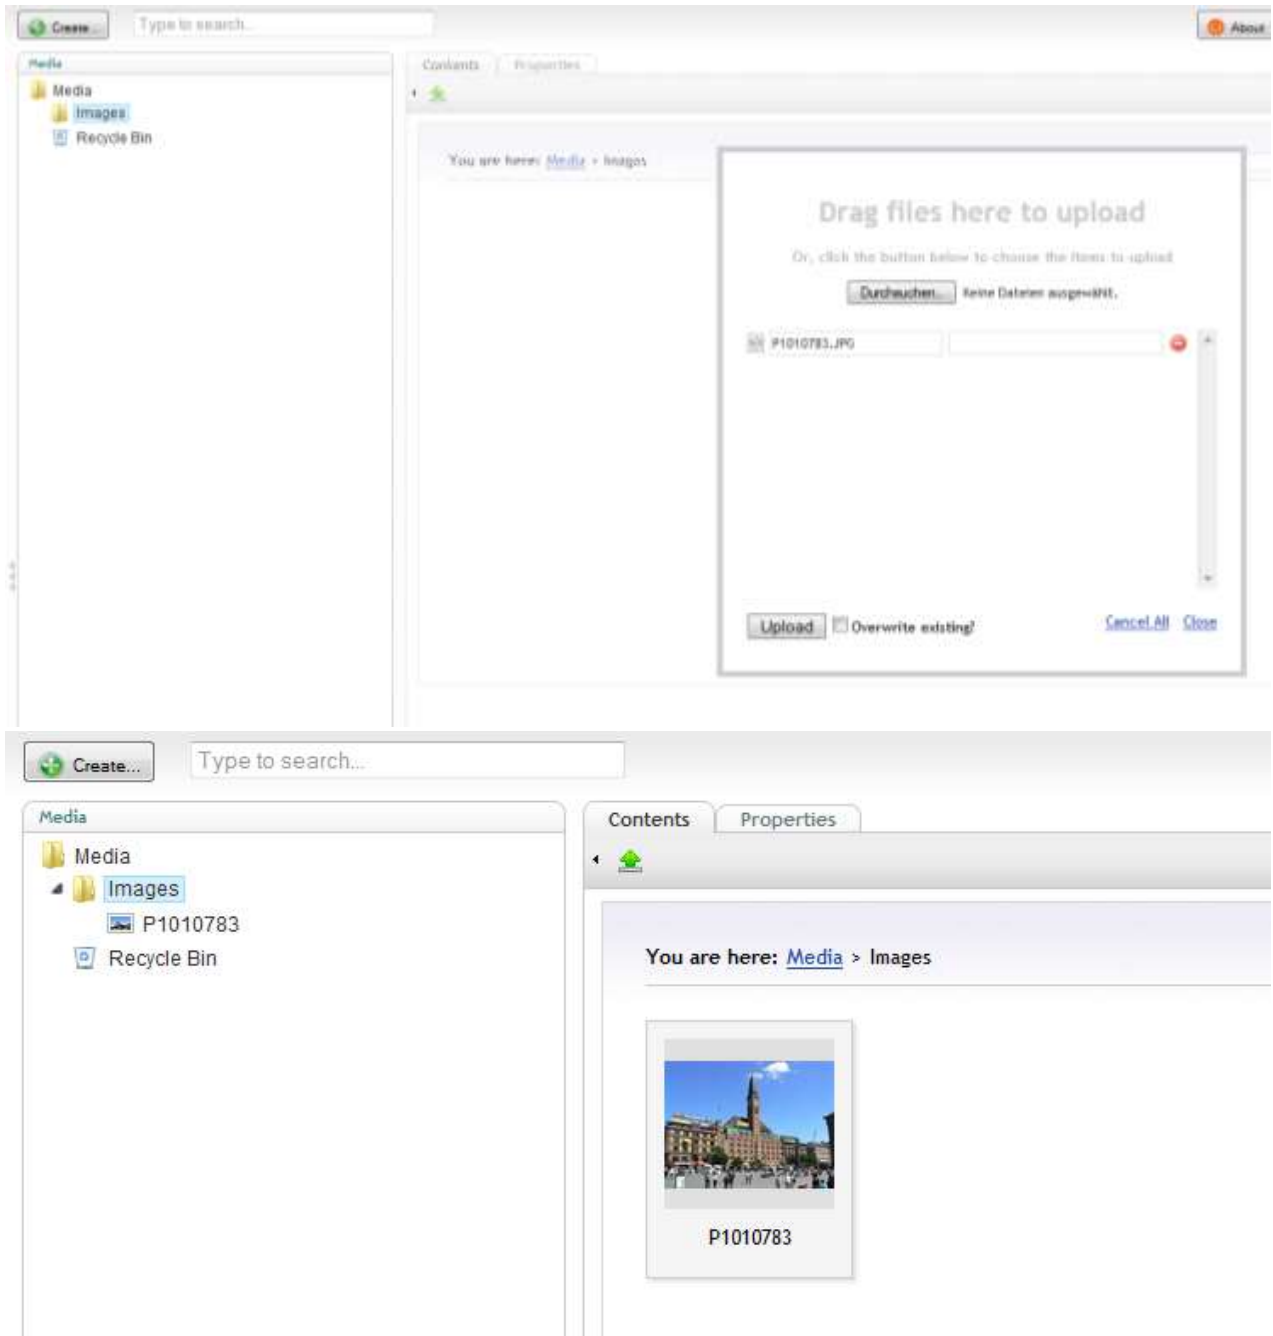 Create...
Type to search...
About
Media
Contents
Properties
Media
Images
Recycle Bin
You are here: Media > Images
Drag files here to upload
Or, click the button below to choose the items to upload
Durchsuchen... Keine Dateien ausgewählt.
P1010783.JPG
Upload
Overwrite existing?
Cancel All
Close
Create...
Type to search...
Media
Contents
Properties
Media
Images
P1010783
Recycle Bin
You are here: Media > Images
P1010783